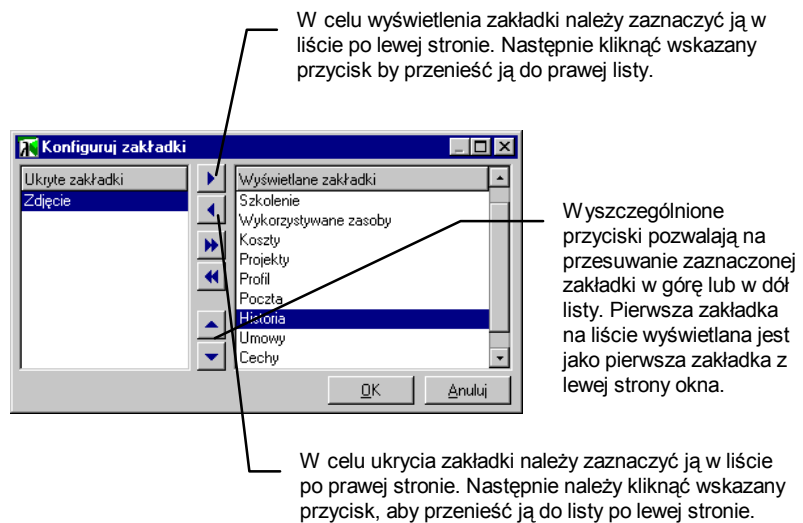 W celu wyświetlenia zakładki należy zaznaczyć ją w
liście po lewej stronie. Następnie kliknąć wskazany
przycisk by przenieść ją do prawej listy.
Konfiguruj zakładki
Ukryte zakładki
Zdjęcie
Wyświetlane zakładki
Szkolenie
Wykorzystywane zasoby
Koszty
Projekty
Profil
Poczta
Historia
Umowy
Cechy
OK
Anuluj
Wyszczególnione
przyciski pozwalają na
przesuwanie zaznaczonej
zakładki w górę lub w dół
listy. Pierwsza zakładka
na liście wyświetlana jest
jako pierwsza zakładka z
lewej strony okna.
W celu ukrycia zakładki należy zaznaczyć ją w liście
po prawej stronie. Następnie należy kliknąć wskazany
przycisk, aby przenieść ją do listy po lewej stronie.